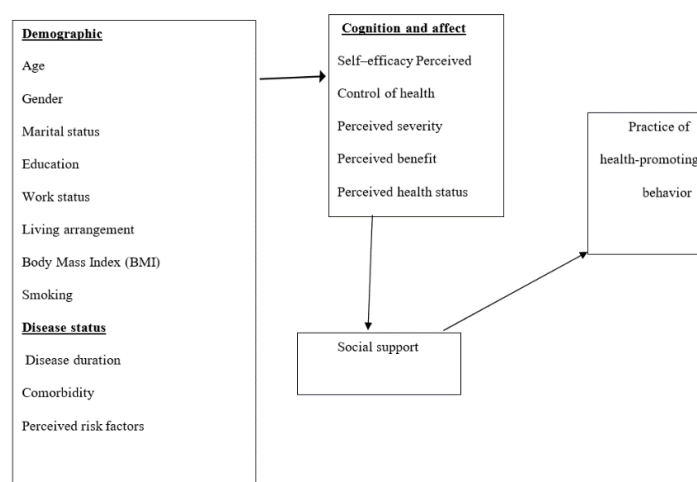 Demographic
Age
Gender
Marital status
Education
Work status
Living arrangement
Body Mass Index (BMI)
Smoking
Disease status
Disease duration
Comorbidity
Perceived risk factors
Cognition and affect
Self–efficacy Perceived
Control of health
Perceived severity
Perceived benefit
Perceived health status
Social support
Practice of
health-promoting
behavior